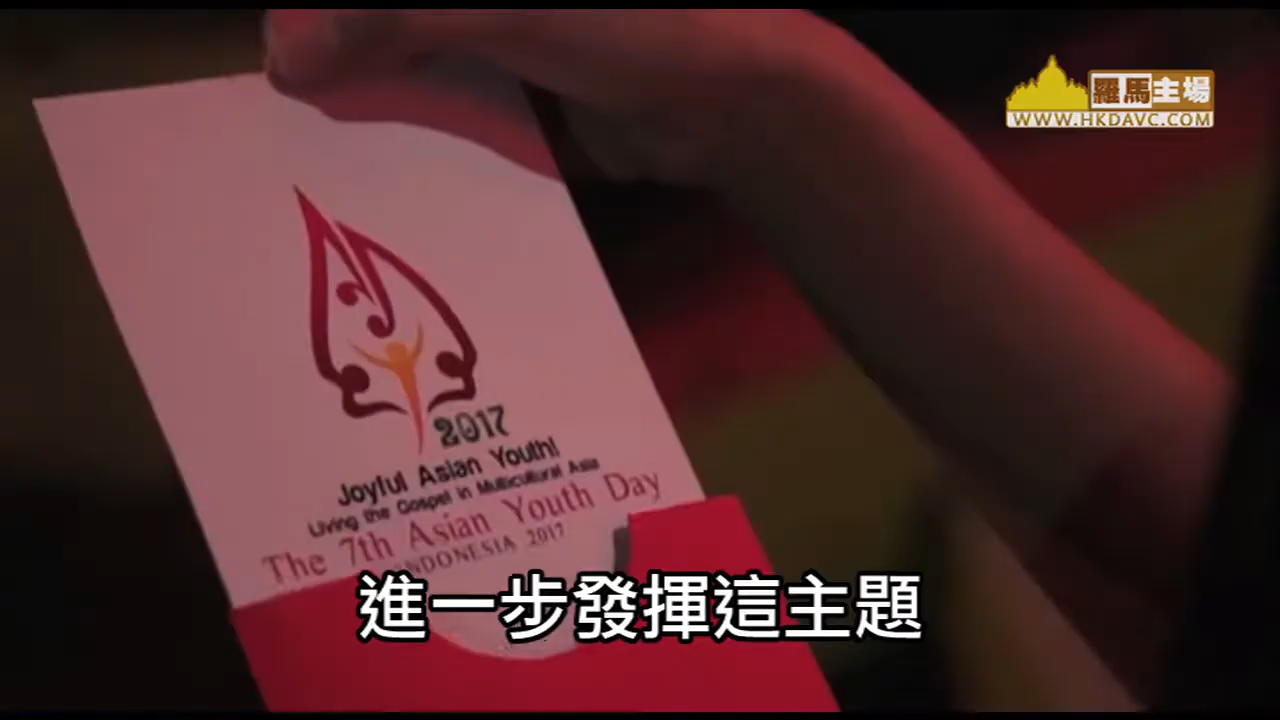 羅馬主場
WWW.HKDAVC.COM
2017
Joyful Asian Youth!
Living the Gospel in Multicultural Asia
The 7th Asian Youth Day
INDONESIA 2017
進一步發揮這主題